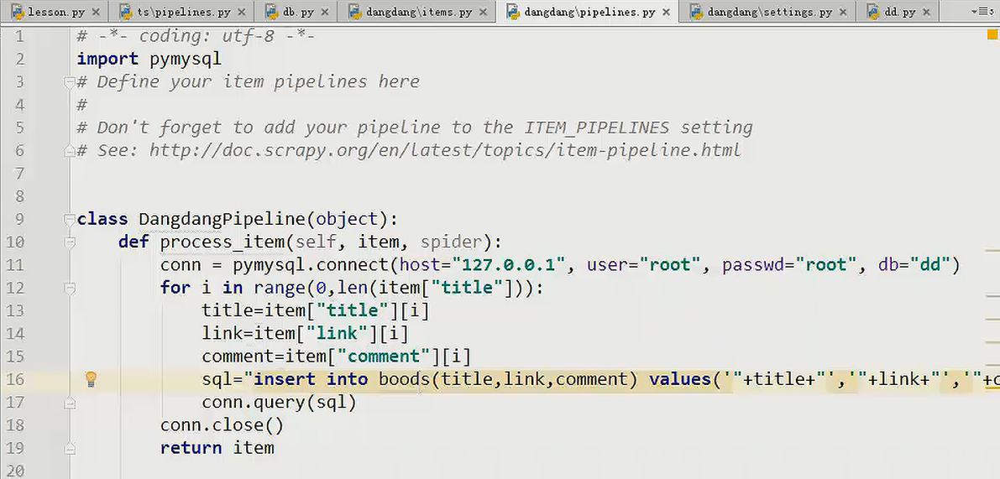 lesson.py ts\pipelines.py db.py dangdang\items.py dangdang\pipelines.py dangdang\settings.py dd.py
1 # -*- coding: utf-8 -*-
2 import pymysql
3 # Define your item pipelines here
4 #
5 # Don't forget to add your pipeline to the ITEM_PIPELINES setting
6 # See: http://doc.scrapy.org/en/latest/topics/item-pipeline.html
7
8
9 class DangdangPipeline(object):
10 def process_item(self, item, spider):
11 conn = pymysql.connect(host="127.0.0.1", user="root", passwd="root", db="dd")
12 for i in range(0,len(item["title"])):
13 title=item["title"][i]
14 link=item["link"][i]
15 comment=item["comment"][i]
16 sql="insert into boods(title,link,comment) values('"+title+"','"+link+"','"+c
17 conn.query(sql)
18 conn.close()
19 return item
20